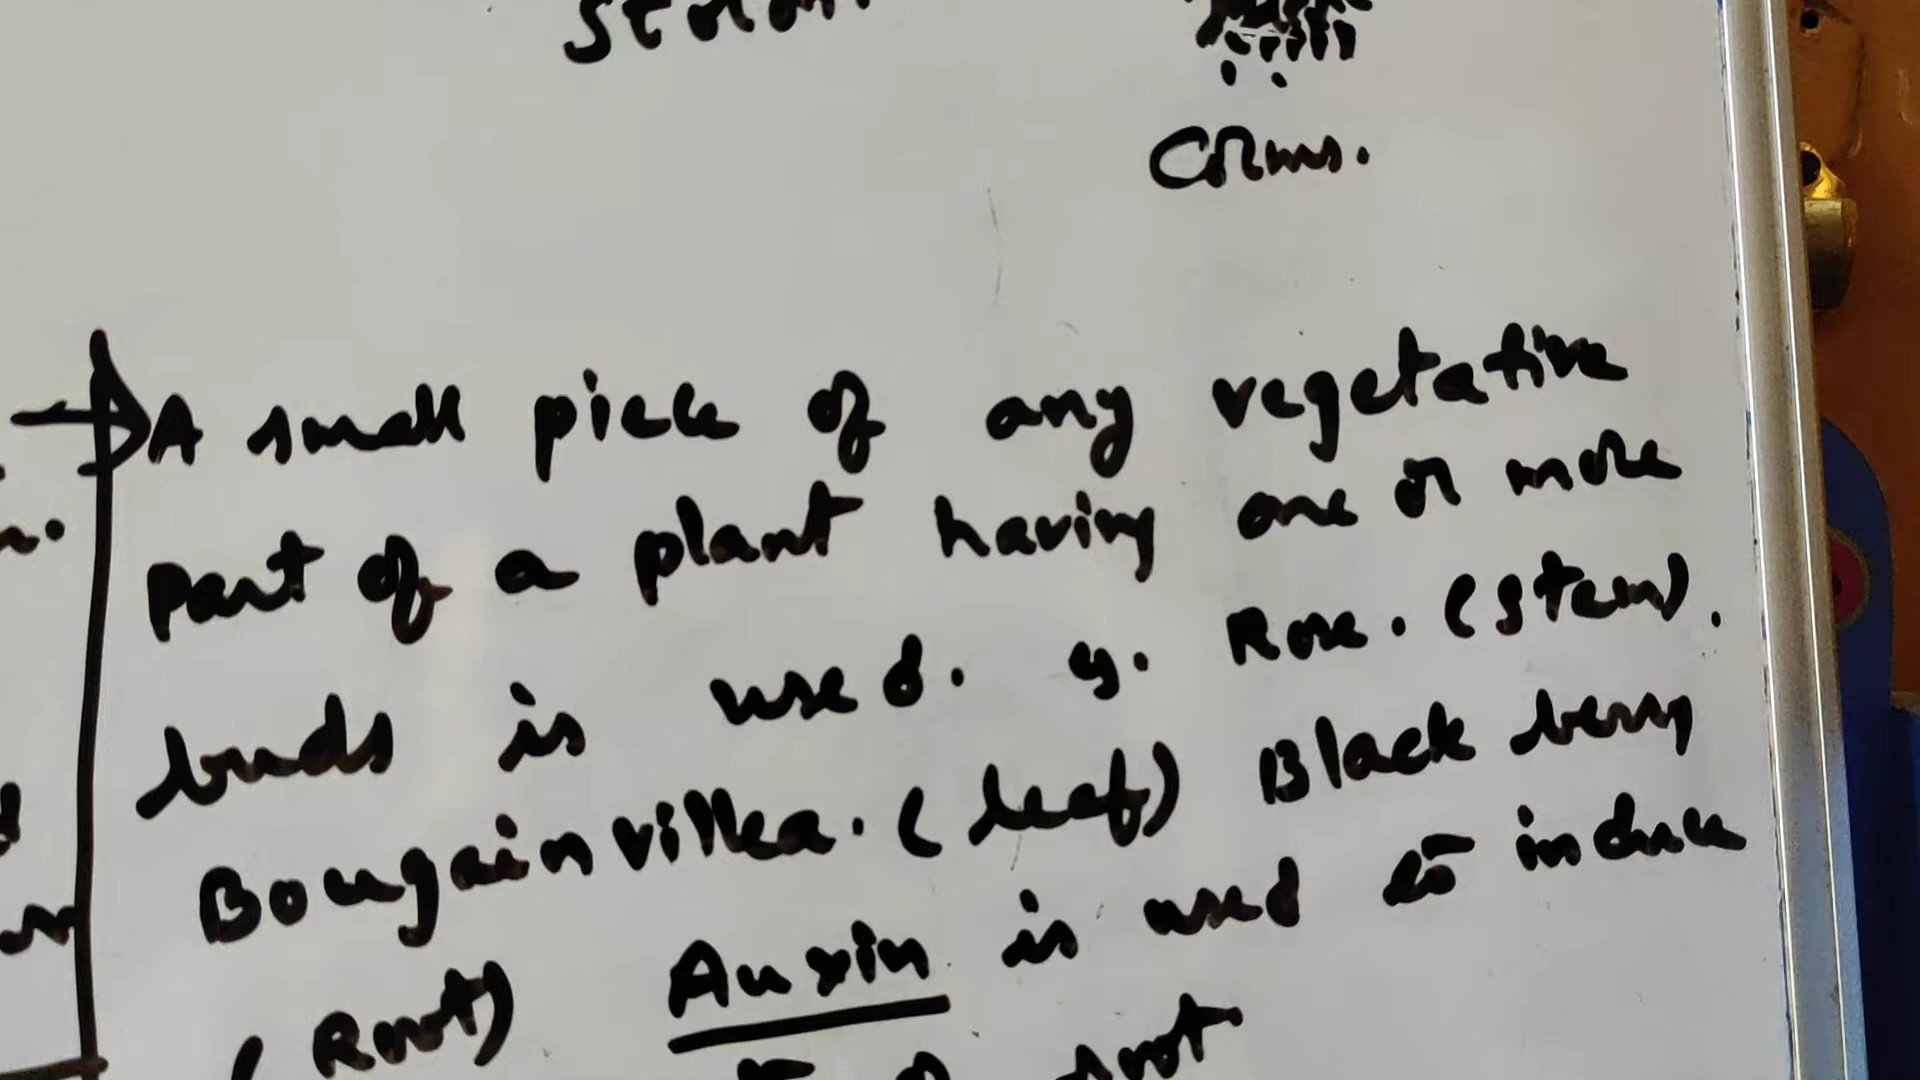 Stolon.
Corms.
A small piece of any vegetative
part of a plant having one or more
buds is used. eg. Rose. (Stem).
Bougainvillea. (leaf) Black berry
(Root) Auxin is used to induce
root